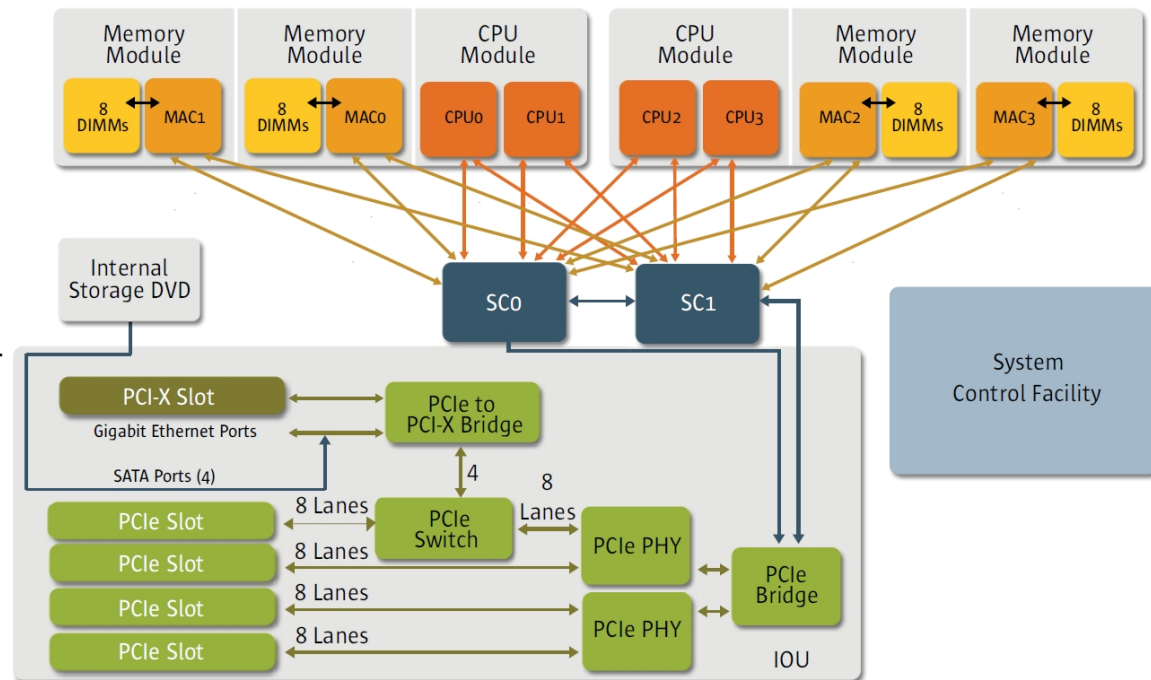 Memory
Module
Memory
Module
CPU
Module
CPU
Module
Memory
Module
Memory
Module
8
DIMMs
MAC1
8
DIMMs
MAC0
CPU0
CPU1
CPU2
CPU3
MAC2
8
DIMMs
MAC3
8
DIMMs
Internal
Storage DVD
SC0
SC1
System
Control Facility
PCI-X Slot
Gigabit Ethernet Ports
SATA Ports (4)
PCIe to
PCI-X Bridge
4
8
Lanes
8 Lanes
PCIe Slot
PCIe
Switch
PCIe PHY
8 Lanes
PCIe Slot
PCIe
Bridge
8 Lanes
PCIe Slot
PCIe PHY
8 Lanes
PCIe Slot
IOU